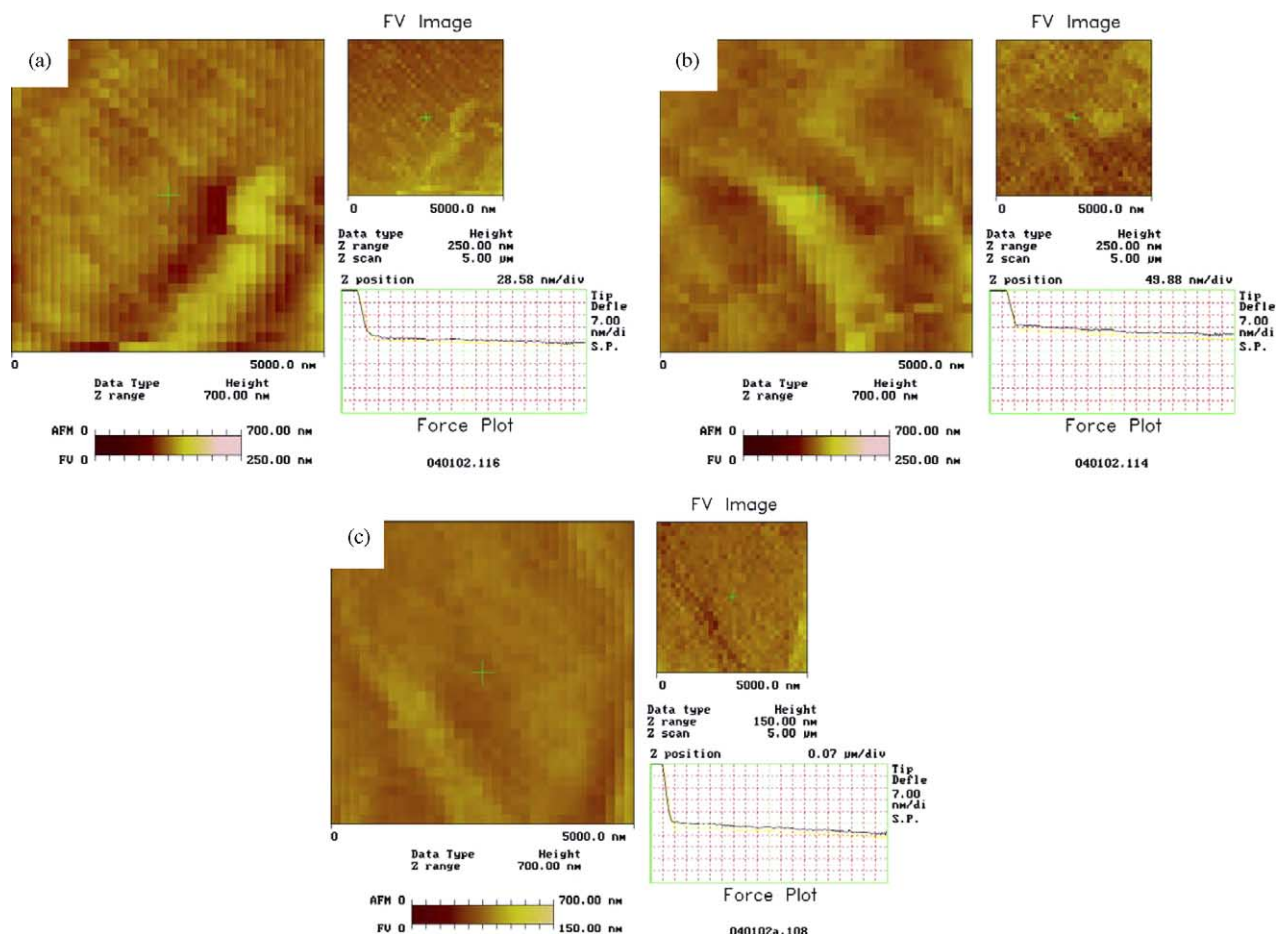 (a)
FV Image
0 5000.0 nm
Data type Height
Z range 250.00 nm
Z scan 5.00 µm
Z position 28.58 nm/div
Tip
Defle
7.00
nm/di
S.P.
Force Plot
040102.116
0 5000.0 nm
Data Type Height
Z range 700.00 nm
AFM 0 700.00 nm
FV 0 250.00 nm
(b)
FV Image
0 5000.0 nm
Data type Height
Z range 250.00 nm
Z scan 5.00 µm
Z position 49.88 nm/div
Tip
Defle
7.00
nm/di
S.P.
Force Plot
040102.114
0 5000.0 nm
Data Type Height
Z range 700.00 nm
AFM 0 700.00 nm
FV 0 250.00 nm
(c)
FV Image
0 5000.0 nm
Data type Height
Z range 150.00 nm
Z scan 5.00 µm
Z position 0.07 µm/div
Tip
Defle
7.00
nm/di
S.P.
Force Plot
040102a.108
0 5000.0 nm
Data Type Height
Z range 700.00 nm
AFM 0 700.00 nm
FV 0 150.00 nm